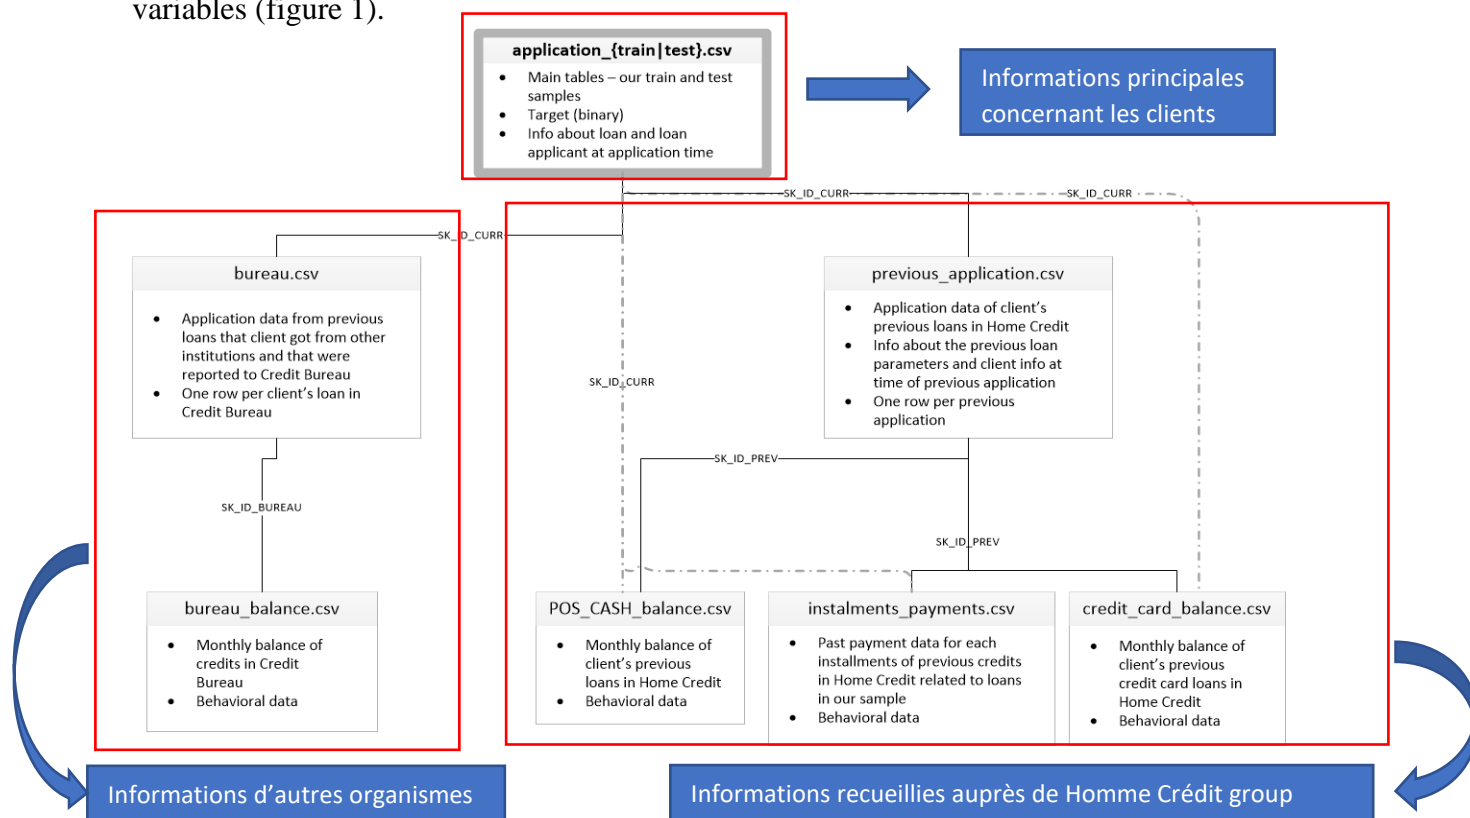 variables (figure 1).
application_{train|test}.csv
• Main tables – our train and test
samples
• Target (binary)
• Info about loan and loan
applicant at application time
Informations principales
concernant les clients
SK_ID_CURR
SK_ID_CURR
SK_ID_CURR
bureau.csv
• Application data from previous
loans that client got from other
institutions and that were
reported to Credit Bureau
• One row per client's loan in
Credit Bureau
previous_application.csv
• Application data of client's
previous loans in Home Credit
• Info about the previous loan
parameters and client info at
time of previous application
• One row per previous
application
SK_ID_CURR
SK_ID_PREV
SK_ID_BUREAU
SK_ID_PREV
bureau_balance.csv
• Monthly balance of
credits in Credit
Bureau
• Behavioral data
POS_CASH_balance.csv
• Monthly balance of
client's previous
loans in Home Credit
• Behavioral data
instalments_payments.csv
• Past payment data for each
installments of previous credits
in Home Credit related to loans
in our sample
• Behavioral data
credit_card_balance.csv
• Monthly balance of
client's previous
credit card loans in
Home Credit
• Behavioral data
Informations d'autres organismes
Informations recueillies auprès de Homme Crédit group